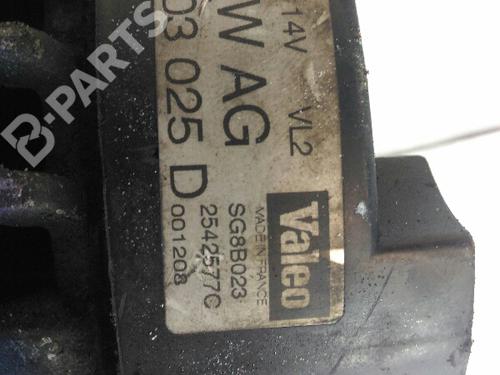 14V VL2
W AG
03 025 D
Valeo
MADE IN FRANCE
SG8B023
2542577C
001208
B-PARTS